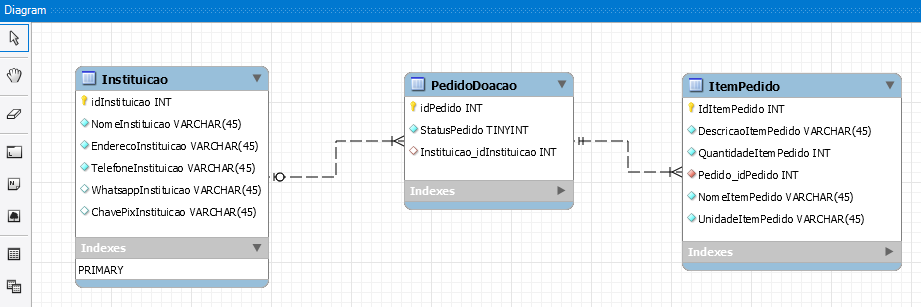 Diagram
Instituicao
idInstituicao INT
NomeInstituicao VARCHAR(45)
EnderecoInstituicao VARCHAR(45)
TelefoneInstituicao VARCHAR(45)
WhatsappInstituicao VARCHAR(45)
ChavePixInstituicao VARCHAR(45)
Indexes
PRIMARY
PedidoDoacao
idPedido INT
StatusPedido TINYINT
Instituicao_idInstituicao INT
Indexes
ItemPedido
IdItemPedido INT
DescricaoItemPedido VARCHAR(45)
QuantidadeItemPedido INT
Pedido_idPedido INT
NomeItemPedido VARCHAR(45)
UnidadeItemPedido VARCHAR(45)
Indexes